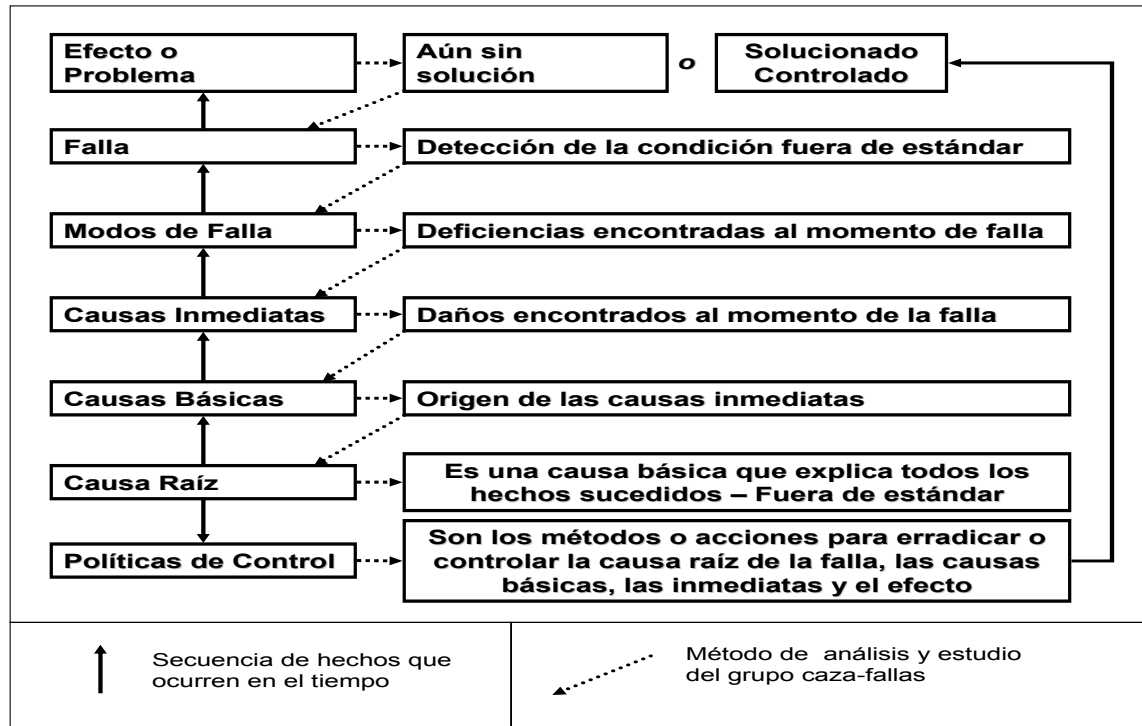 Efecto o
Problema
Aún sin
solución
o
Solucionado
Controlado
Falla
Detección de la condición fuera de estándar
Modos de Falla
Deficiencias encontradas al momento de falla
Causas Inmediatas
Daños encontrados al momento de la falla
Causas Básicas
Origen de las causas inmediatas
Causa Raíz
Es una causa básica que explica todos los
hechos sucedidos – Fuera de estándar
Políticas de Control
Son los métodos o acciones para erradicar o
controlar la causa raíz de la falla, las causas
básicas, las inmediatas y el efecto
Secuencia de hechos que
ocurren en el tiempo
Método de análisis y estudio
del grupo caza-fallas